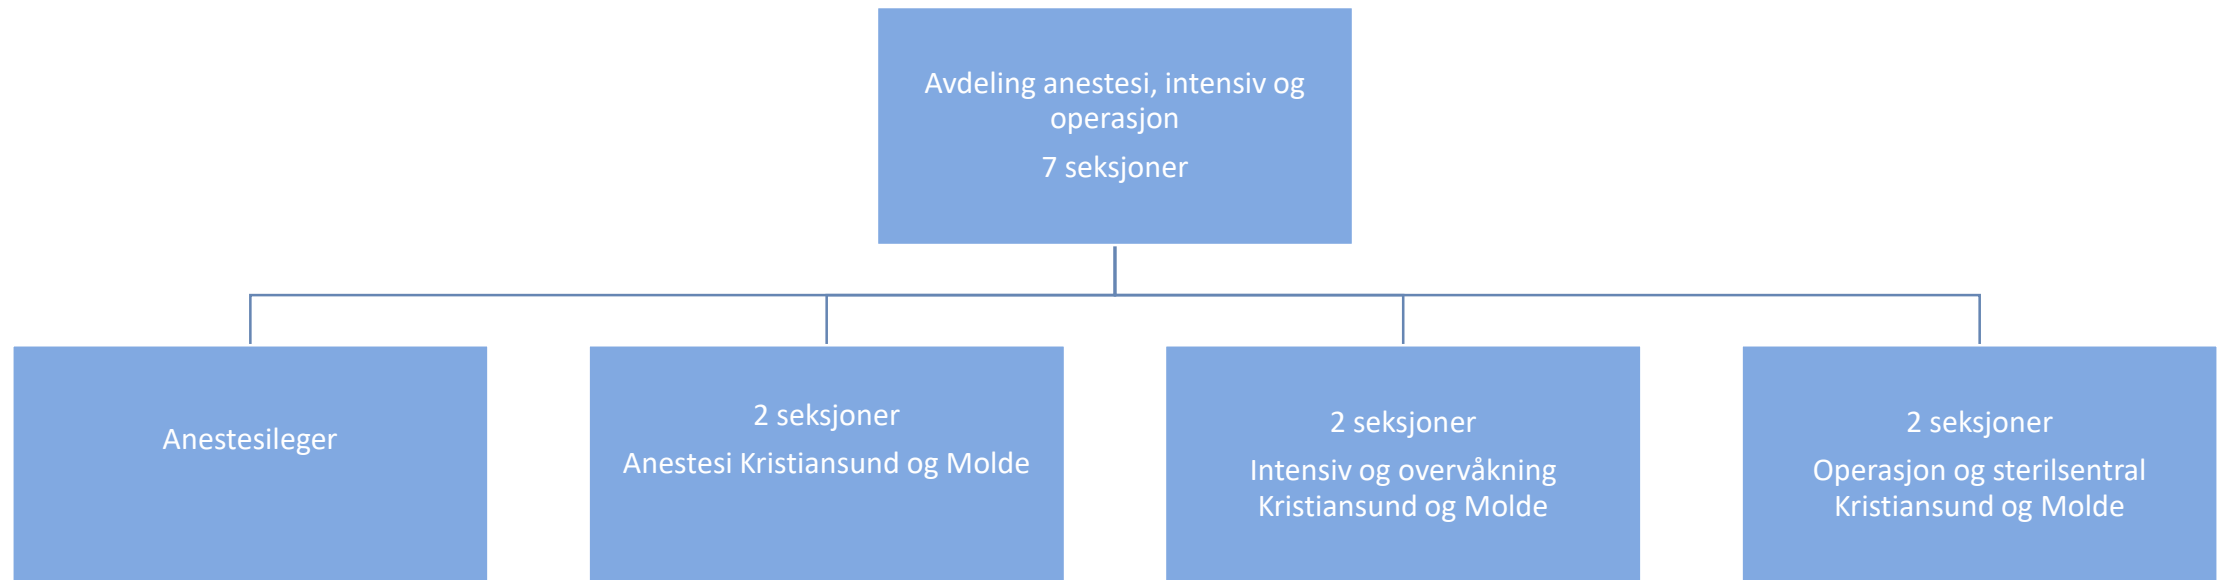 Avdeling anestesi, intensiv og
operasjon
7 seksjoner
Anestesileger
2 seksjoner
Anestesi Kristiansund og Molde
2 seksjoner
Intensiv og overvåkning
Kristiansund og Molde
2 seksjoner
Operasjon og sterilsentral
Kristiansund og Molde